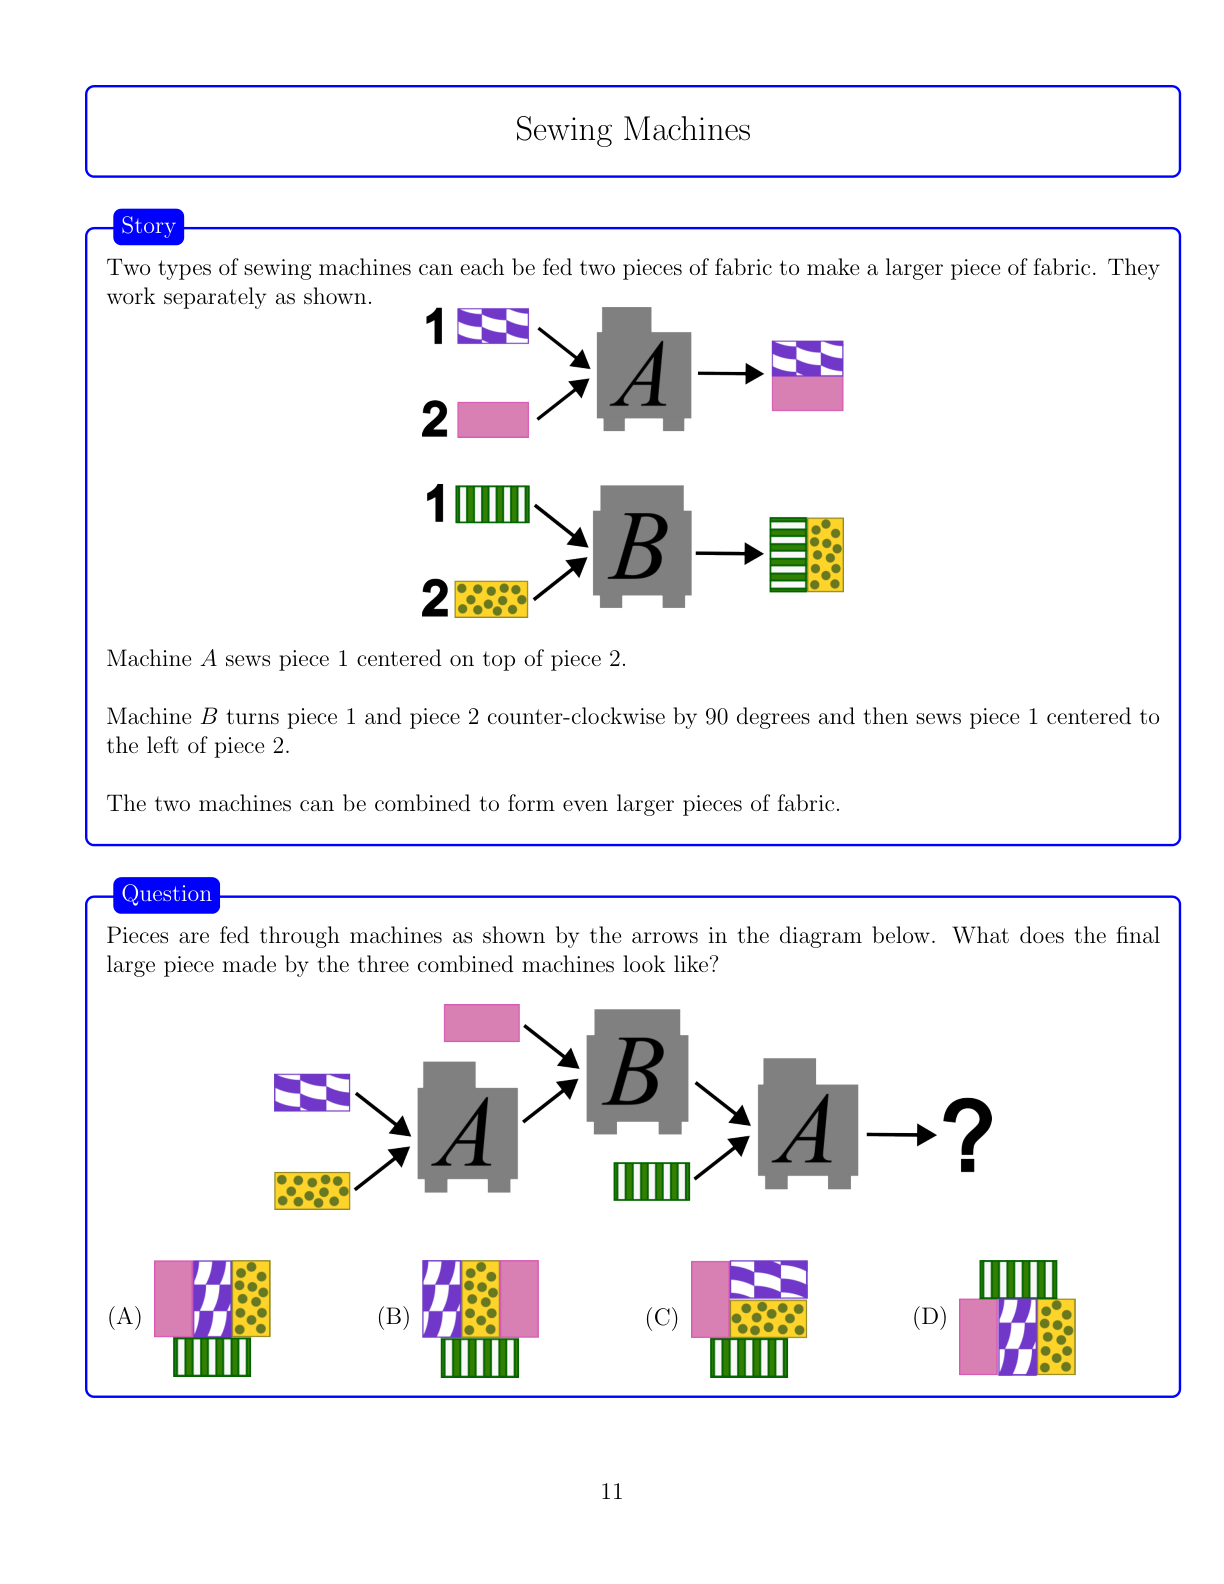 Sewing Machines
Story
Two types of sewing machines can each be fed two pieces of fabric to make a larger piece of fabric. They
work separately as shown.
1
A
2
1
B
2
Machine A sews piece 1 centered on top of piece 2.
Machine B turns piece 1 and piece 2 counter-clockwise by 90 degrees and then sews piece 1 centered to
the left of piece 2.
The two machines can be combined to form even larger pieces of fabric.
Question
Pieces are fed through machines as shown by the arrows in the diagram below. What does the final
large piece made by the three combined machines look like?
B
A
A
?
(A) (B) (C) (D)
11